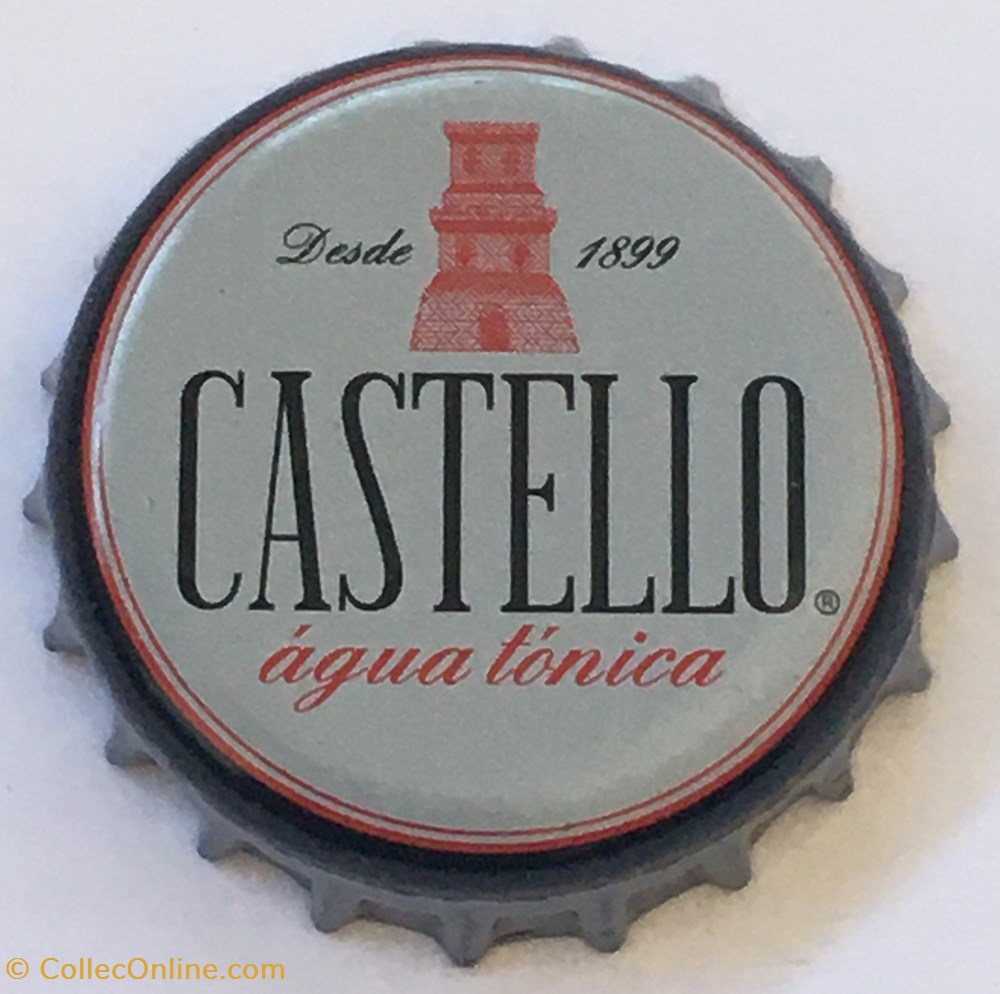 Desde 1899
CASTELLO®
água tónica
© CollecOnline.com